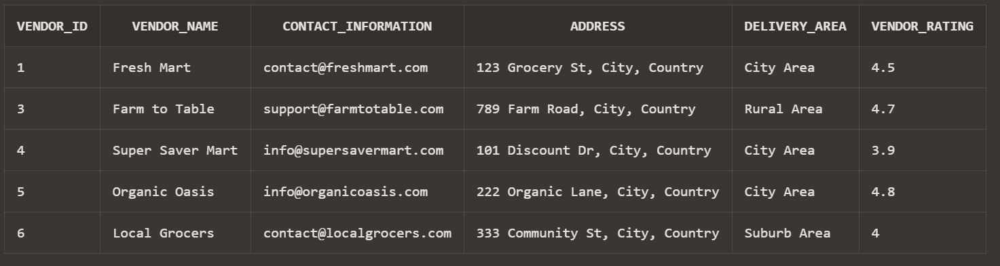 VENDOR_ID VENDOR_NAME CONTACT_INFORMATION ADDRESS DELIVERY_AREA VENDOR_RATING
1 Fresh Mart contact@freshmart.com 123 Grocery St, City, Country City Area 4.5
3 Farm to Table support@farmtotable.com 789 Farm Road, City, Country Rural Area 4.7
4 Super Saver Mart info@supersavermart.com 101 Discount Dr, City, Country City Area 3.9
5 Organic Oasis info@organicoasis.com 222 Organic Lane, City, Country City Area 4.8
6 Local Grocers contact@localgrocers.com 333 Community St, City, Country Suburb Area 4